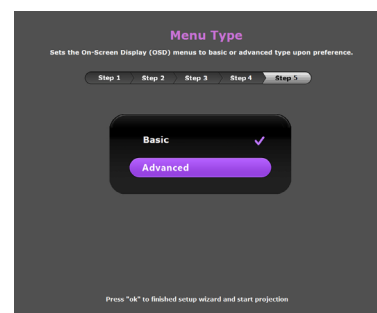 Menu Type
Sets the On-Screen Display (OSD) menus to basic or advanced type upon preference.
Step 1 Step 2 Step 3 Step 4 Step 5
Basic
Advanced
Press "ok" to finished setup wizard and start projection